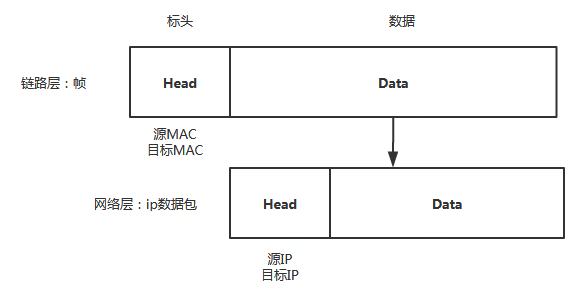 标头
数据
链路层：帧
Head
Data
源MAC
目标MAC
网络层：ip数据包
Head
Data
源IP
目标IP